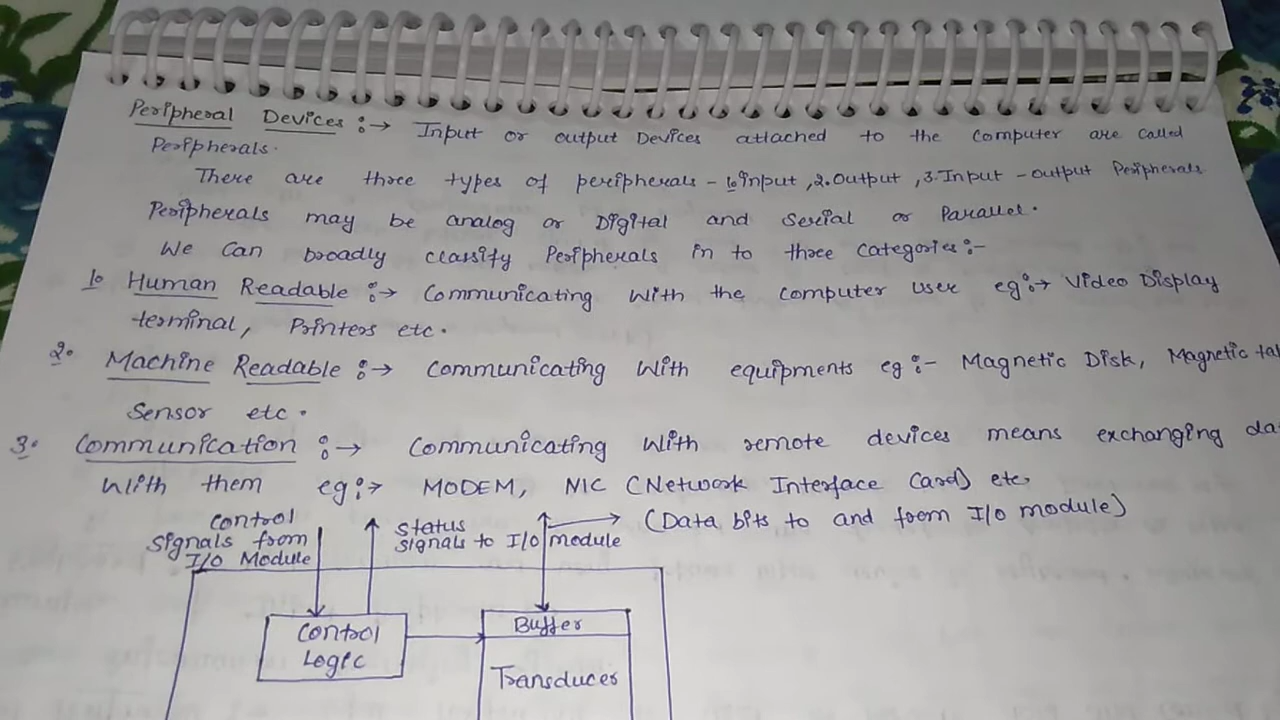 Peripheral Devices :→ Input or output Devices attached to the computer are called
Peripherals.
There are three types of peripherals - 1. Input , 2. Output , 3. Input - output Peripherals
Peripherals may be analog or Digital and Serial or Parallel.
We Can broadly classify Peripherals in to three Categories :-
1. Human Readable :→ Communicating with the computer user eg :→ Video Display
terminal, Printers etc.
2. Machine Readable :→ Communicating with equipments eg :- Magnetic Disk, Magnetic
Sensor etc.
3. Communication :→ Communicating with remote devices means exchanging
with them eg :→ MODEM, NIC (Network Interface Card) etc.
Control
signals from
I/O Module
Status
signals to I/O module
(Data bits to and from I/O module)
Control
Logic
Buffer
Transducer